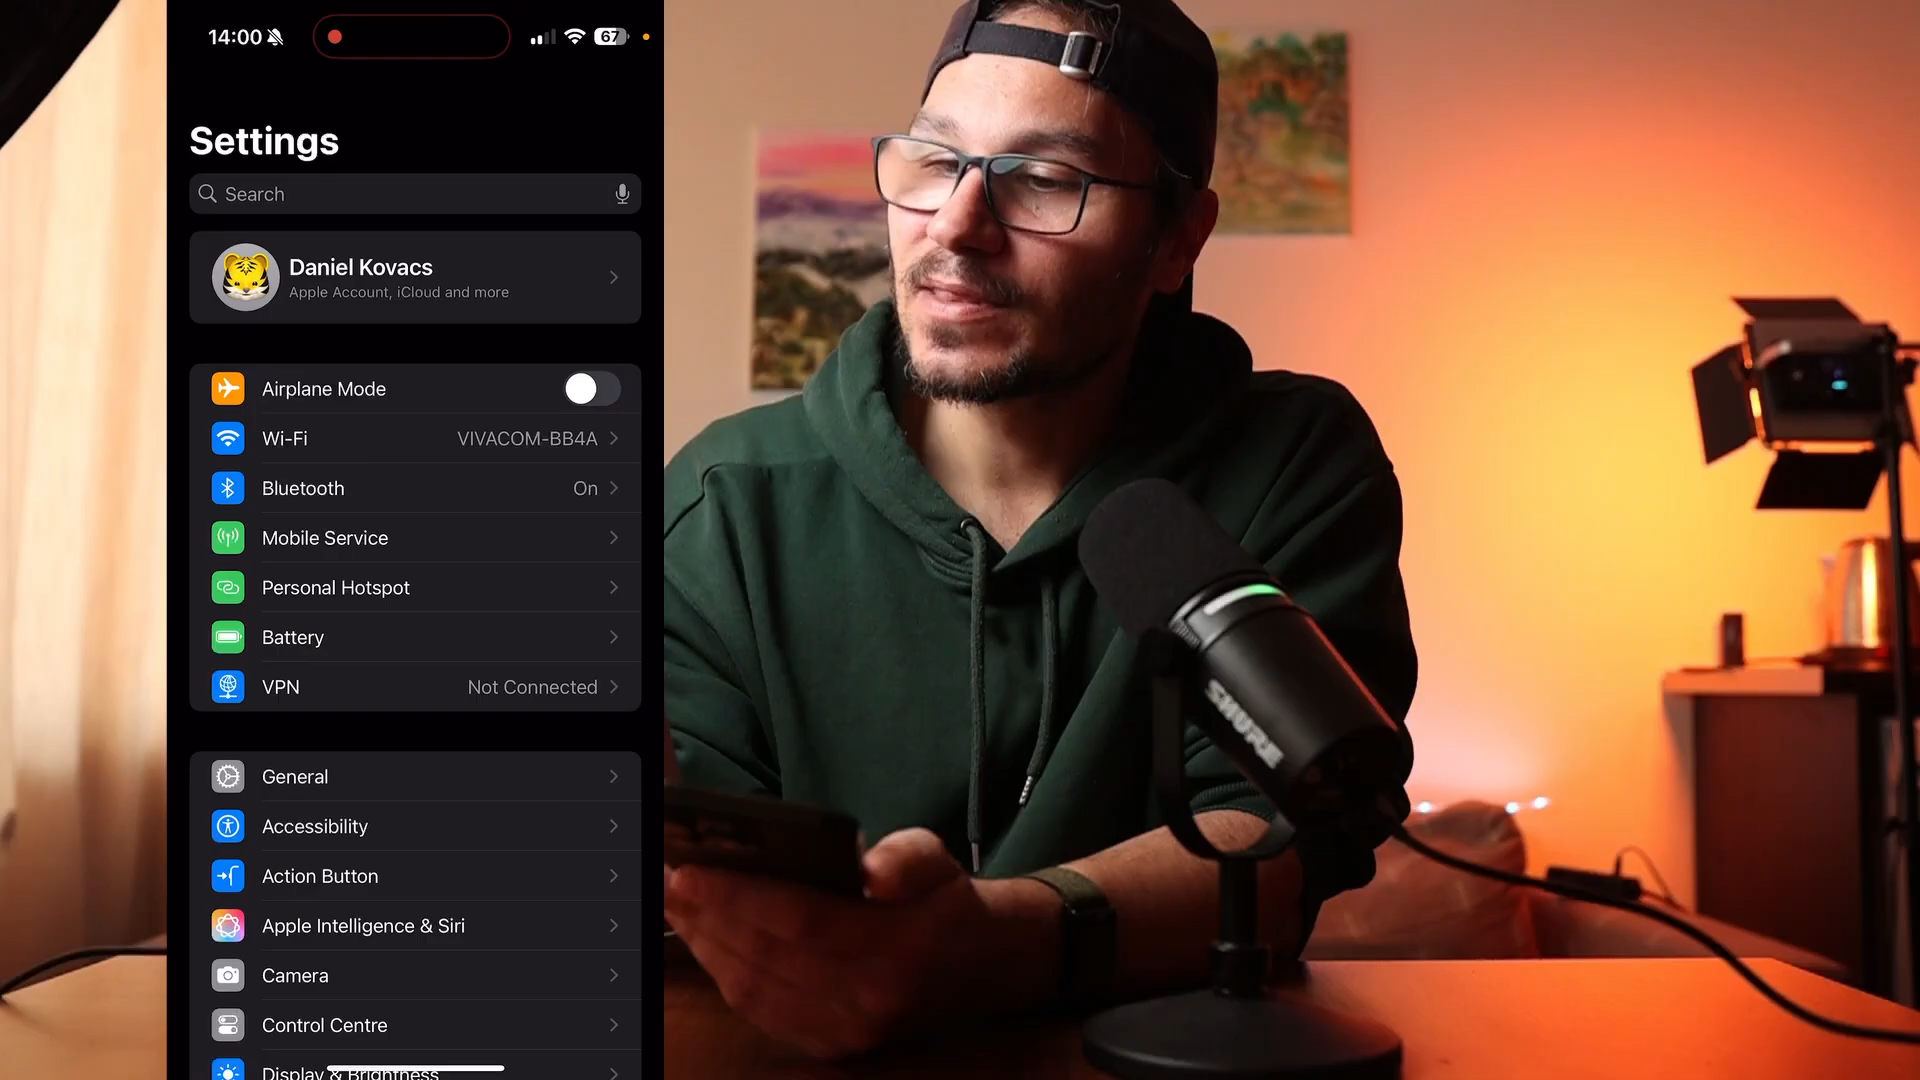 14:00
67
Settings
Search
Daniel Kovacs
Apple Account, iCloud and more
Airplane Mode
Wi-Fi VIVACOM-BB4A
Bluetooth On
Mobile Service
Personal Hotspot
Battery
VPN Not Connected
General
Accessibility
Action Button
Apple Intelligence & Siri
Camera
Control Centre
Display & Brightness
SHURE